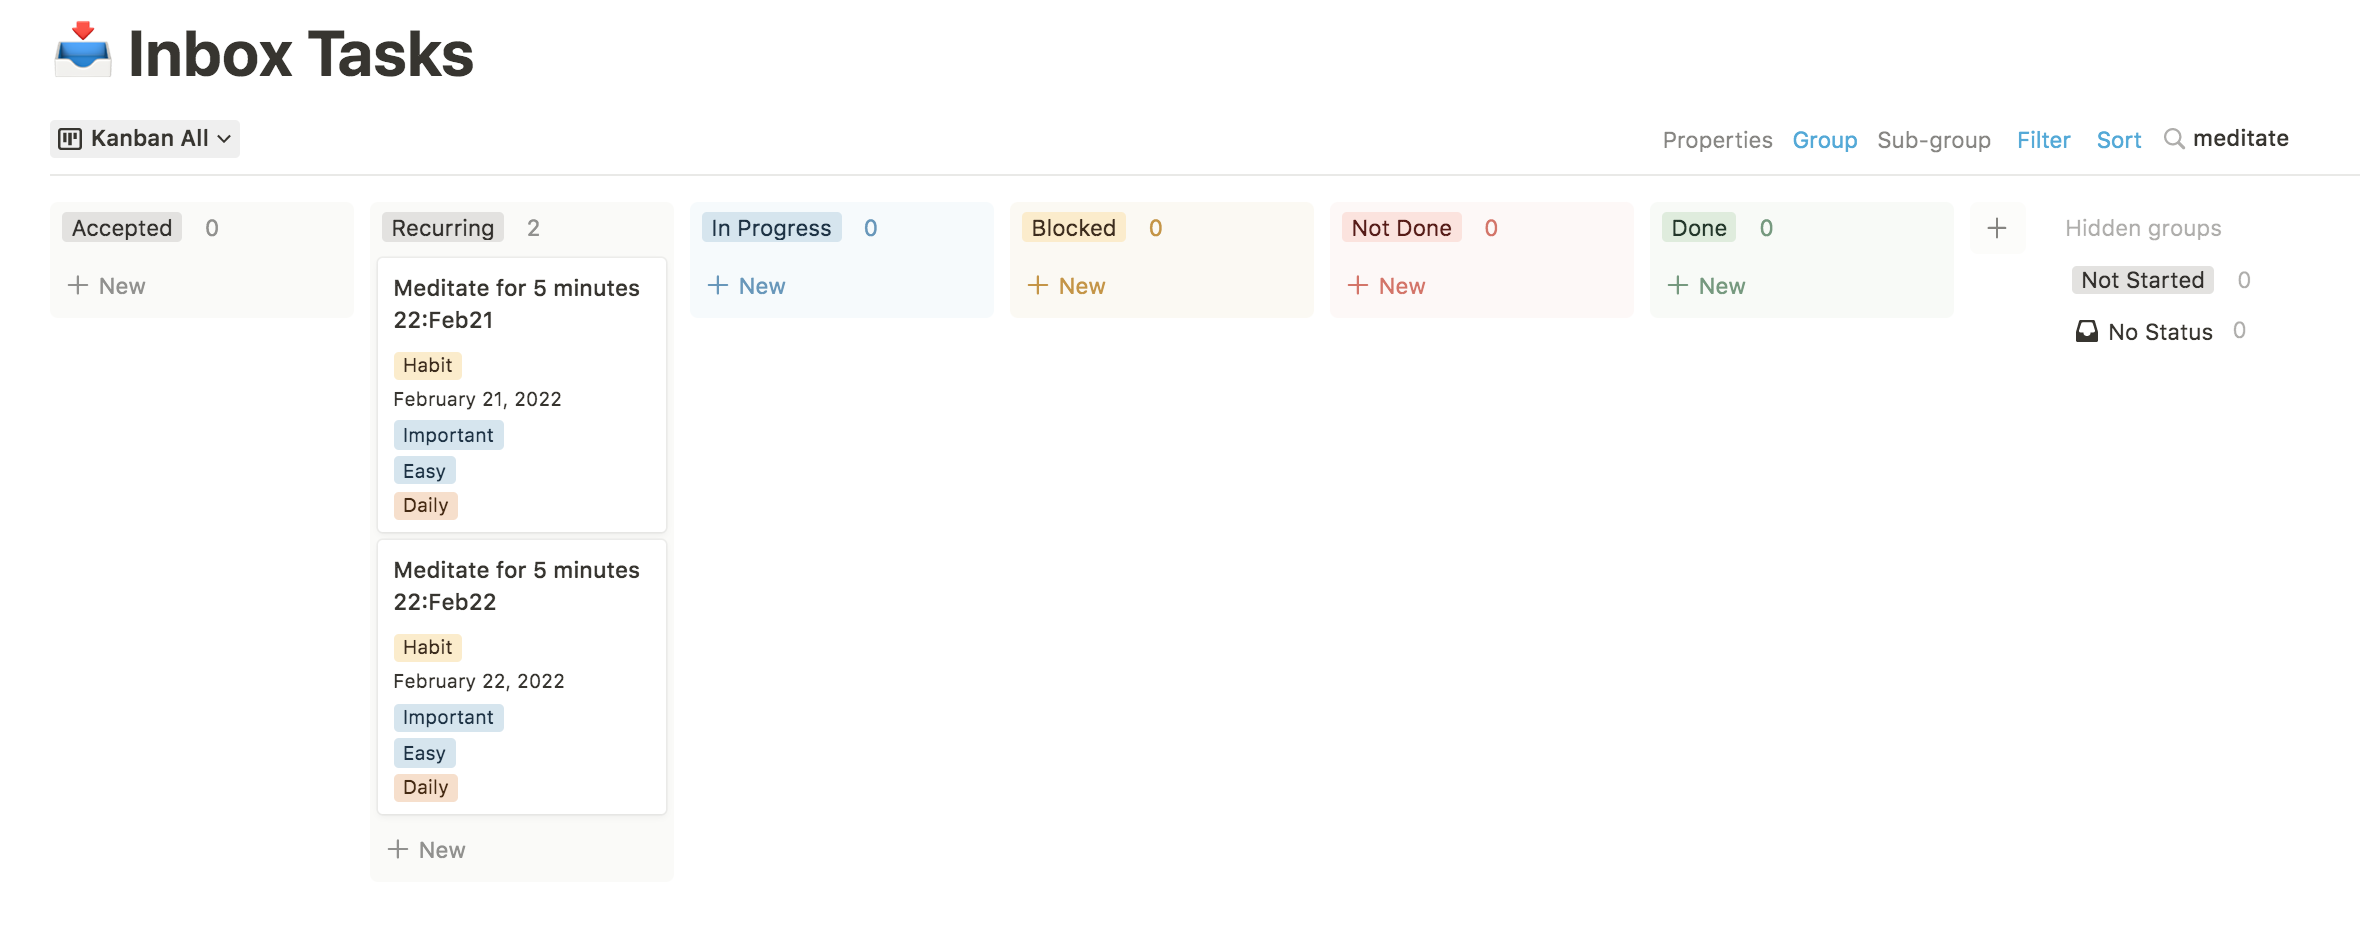 Inbox Tasks
Kanban All
Properties Group Sub-group Filter Sort meditate
Accepted 0
New
Recurring 2
Meditate for 5 minutes
22:Feb21
Habit
February 21, 2022
Important
Easy
Daily
Meditate for 5 minutes
22:Feb22
Habit
February 22, 2022
Important
Easy
Daily
New
In Progress 0
New
Blocked 0
New
Not Done 0
New
Done 0
New
Hidden groups
Not Started 0
No Status 0